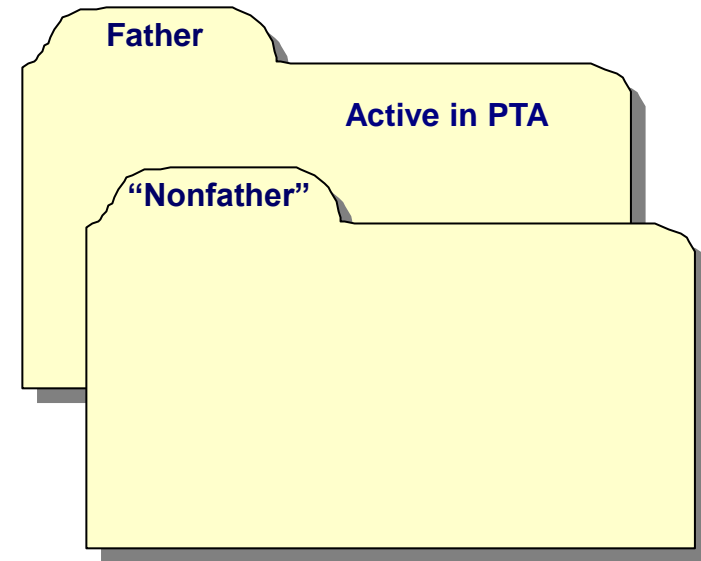 Father
Active in PTA
“Nonfather”